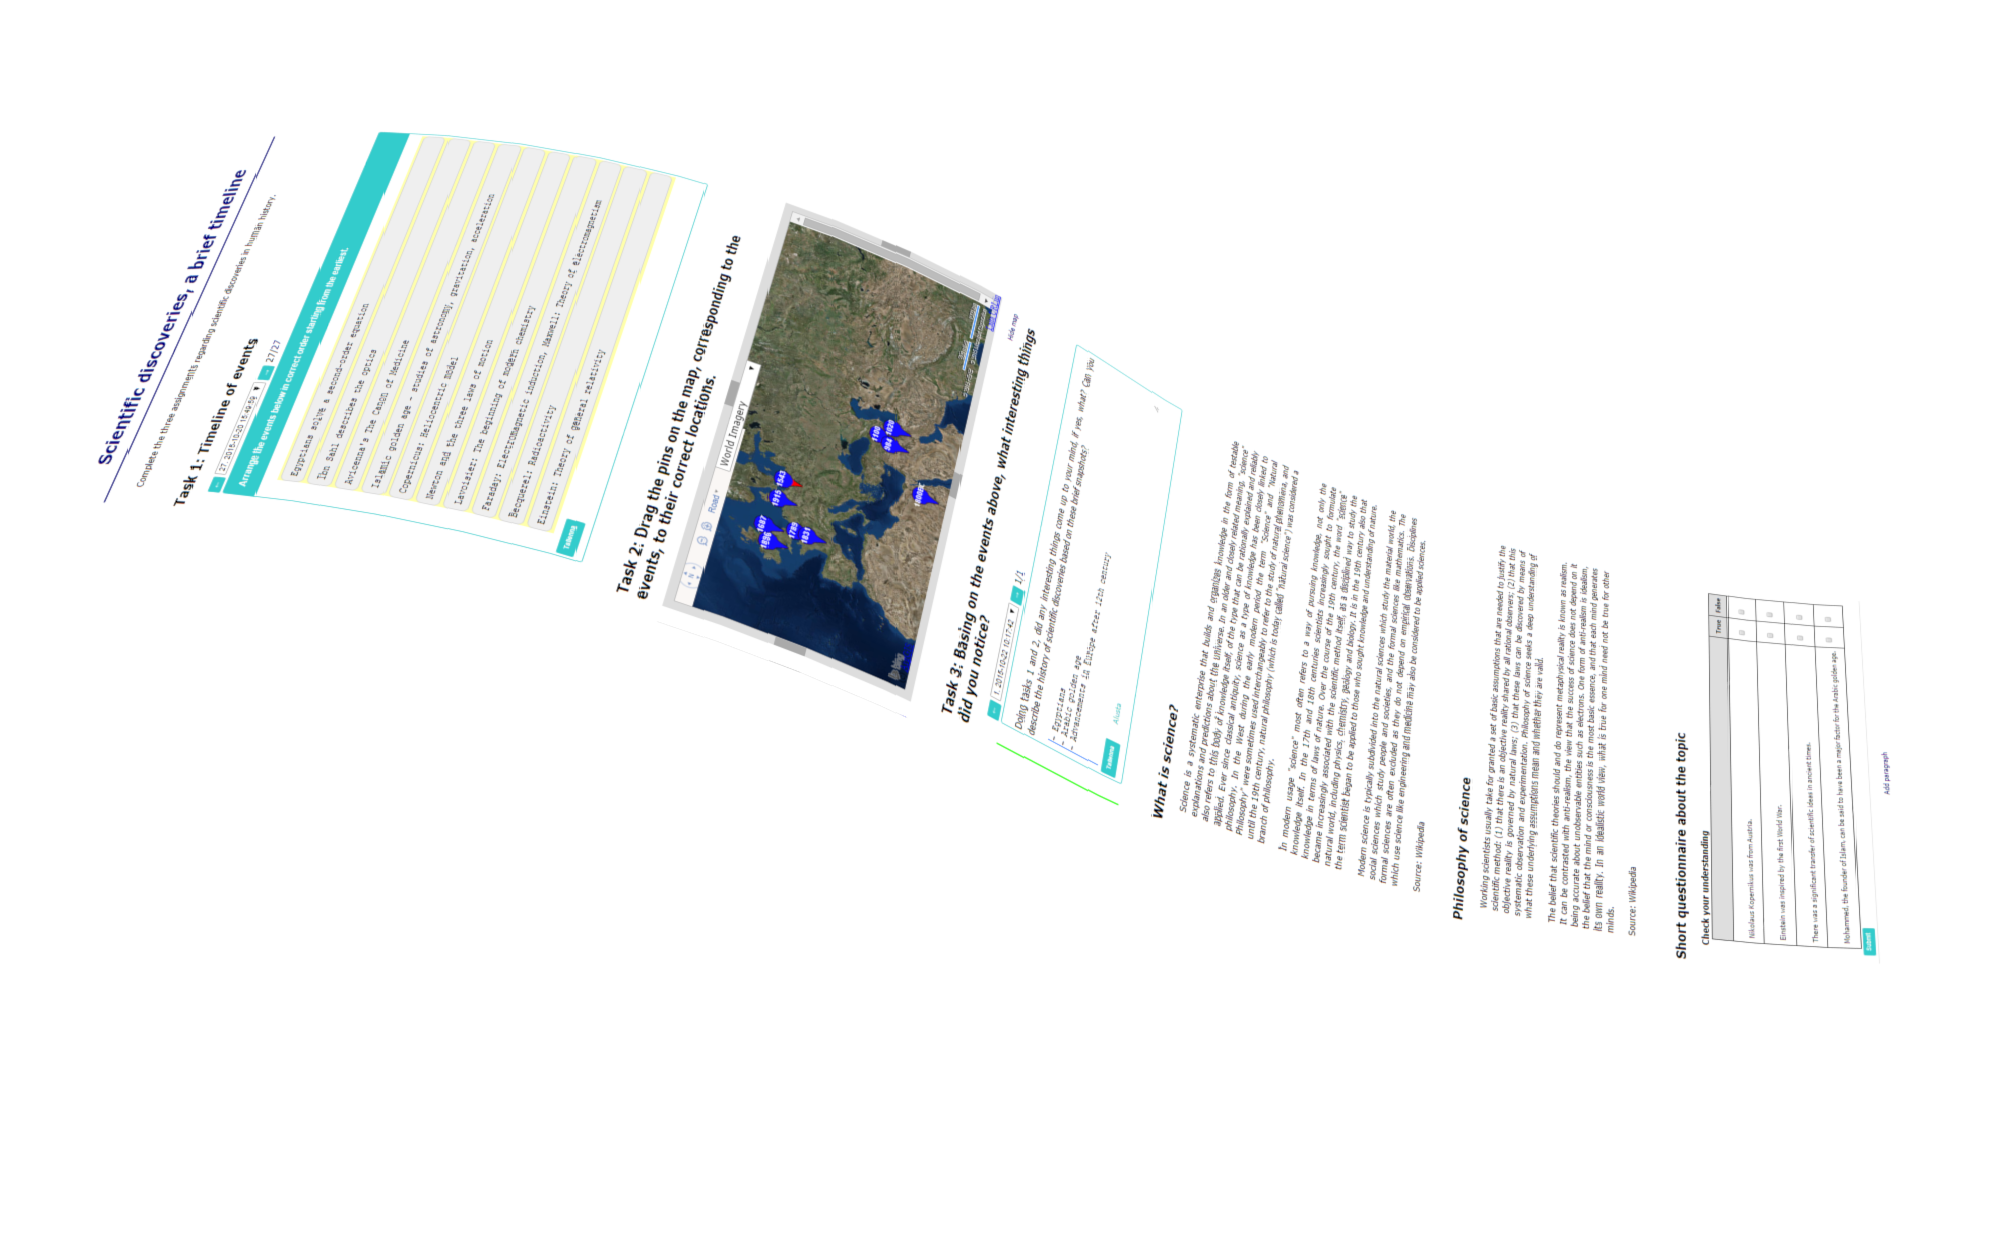 Scientific discoveries, a brief timeline
Complete the three assignments regarding scientific discoveries in human history.
Task 1: Timeline of events
27. 2015-10-20 15:49:59
27/27
Arrange the events below in correct order starting from the earliest.
Egyptians solve a second-order equation
Ibn Sahl describes the optics
Avicenna's The Canon of Medicine
Islamic golden age - studies of astronomy, gravitation, acceleration
Copernicus: Heliocentric model
Newton and the three laws of motion
Lavoisier: The beginning of modern chemistry
Faraday: Electromagnetic induction, Maxwell: Theory of electromagnetism
Becquerel: Radioactivity
Einstein: Theory of general relativity
Tallenna
Task 2: Drag the pins on the map, corresponding to the
events, to their correct locations.
Road
World Imagery
1687
1896
1915
1543
1789
1831
1100
1020
984
1800BC
bing
Hide map
Task 3: Basing on the events above, what interesting things
did you notice?
1. 2015-10-22 10:17:42
1/1
Doing tasks 1 and 2, did any interesting things come up to your mind, if yes, what? Can you
describe the history of scientific discoveries based on these brief snapshots?
- Egyptians
- Arabic golden age
- Advancements in Europe after 12th century
Tallenna
Alusta
What is science?
Science is a systematic enterprise that builds and organizes knowledge in the form of testable
explanations and predictions about the universe. In an older and closely related meaning, "science"
also refers to this body of knowledge itself, of the type that can be rationally explained and reliably
applied. Ever since classical antiquity, science as a type of knowledge has been closely linked to
philosophy. In the West during the early modern period the term "Science" and "Natural
Philosophy" were sometimes used interchangeably to refer to the study of natural phenomena, and
until the 19th century, natural philosophy (which is today called "natural science") was considered a
branch of philosophy.
In modern usage "science" most often refers to a way of pursuing knowledge, not only the
knowledge itself. In the 17th and 18th centuries scientists increasingly sought to formulate
knowledge in terms of laws of nature. Over the course of the 19th century, the word "science"
became increasingly associated with the scientific method itself, as a disciplined way to study the
natural world, including physics, chemistry, geology and biology. It is in the 19th century also that
the term scientist began to be applied to those who sought knowledge and understanding of nature.
Modern science is typically subdivided into the natural sciences which study the material world, the
social sciences which study people and societies, and the formal sciences like mathematics. The
formal sciences are often excluded as they do not depend on empirical observations. Disciplines
which use science like engineering and medicine may also be considered to be applied sciences.
Source: Wikipedia
Philosophy of science
Working scientists usually take for granted a set of basic assumptions that are needed to justify the
scientific method: (1) that there is an objective reality shared by all rational observers; (2) that this
objective reality is governed by natural laws; (3) that these laws can be discovered by means of
systematic observation and experimentation. Philosophy of science seeks a deep understanding of
what these underlying assumptions mean and whether they are valid.
The belief that scientific theories should and do represent metaphysical reality is known as realism.
It can be contrasted with anti-realism, the view that the success of science does not depend on it
being accurate about unobservable entities such as electrons. One form of anti-realism is idealism,
the belief that the mind or consciousness is the most basic essence, and that each mind generates
its own reality. In an idealistic world view, what is true for one mind need not be true for other
minds.
Source: Wikipedia
Short questionnaire about the topic
Check your understanding
True False
Nikolaus Kopernikus was from Austria.
Einstein was inspired by the first World War.
There was a significant transfer of scientific ideas in ancient times.
Mohammed, the founder of Islam, can be said to have been a major factor for the Arabic golden age.
Submit
Add paragraph